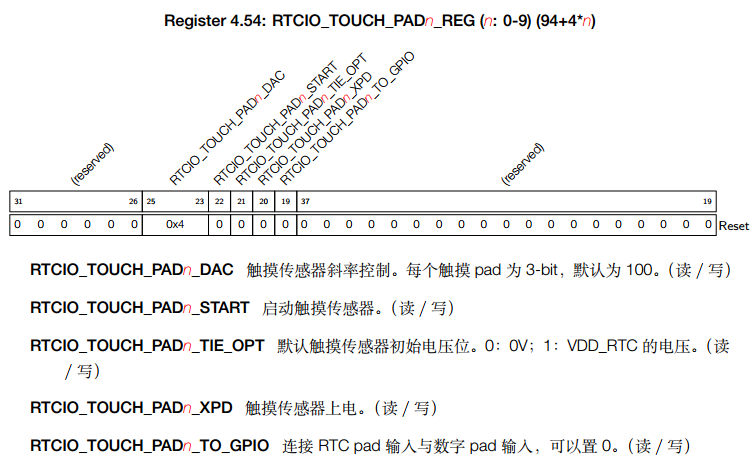 Register 4.54: RTCIO_TOUCH_PADn_REG (n: 0-9) (94+4*n)
(reserved) RTCIO_TOUCH_PADn_DAC RTCIO_TOUCH_PADn_START RTCIO_TOUCH_PADn_TIE_OPT RTCIO_TOUCH_PADn_XPD RTCIO_TOUCH_PADn_TO_GPIO (reserved)
31 26 25 23 22 21 20 19 37 19
0 0 0 0 0 0 0x4 0 0 0 0 0 0 0 0 0 0 0 0 0 0 0 0 0 0 0 0 0 0 0 Reset
RTCIO_TOUCH_PADn_DAC 触摸传感器斜率控制。每个触摸 pad 为 3-bit，默认为 100。（读 / 写）
RTCIO_TOUCH_PADn_START 启动触摸传感器。（读 / 写）
RTCIO_TOUCH_PADn_TIE_OPT 默认触摸传感器初始电压位。0：0V；1：VDD_RTC 的电压。（读
/ 写）
RTCIO_TOUCH_PADn_XPD 触摸传感器上电。（读 / 写）
RTCIO_TOUCH_PADn_TO_GPIO 连接 RTC pad 输入与数字 pad 输入，可以置 0。（读 / 写）